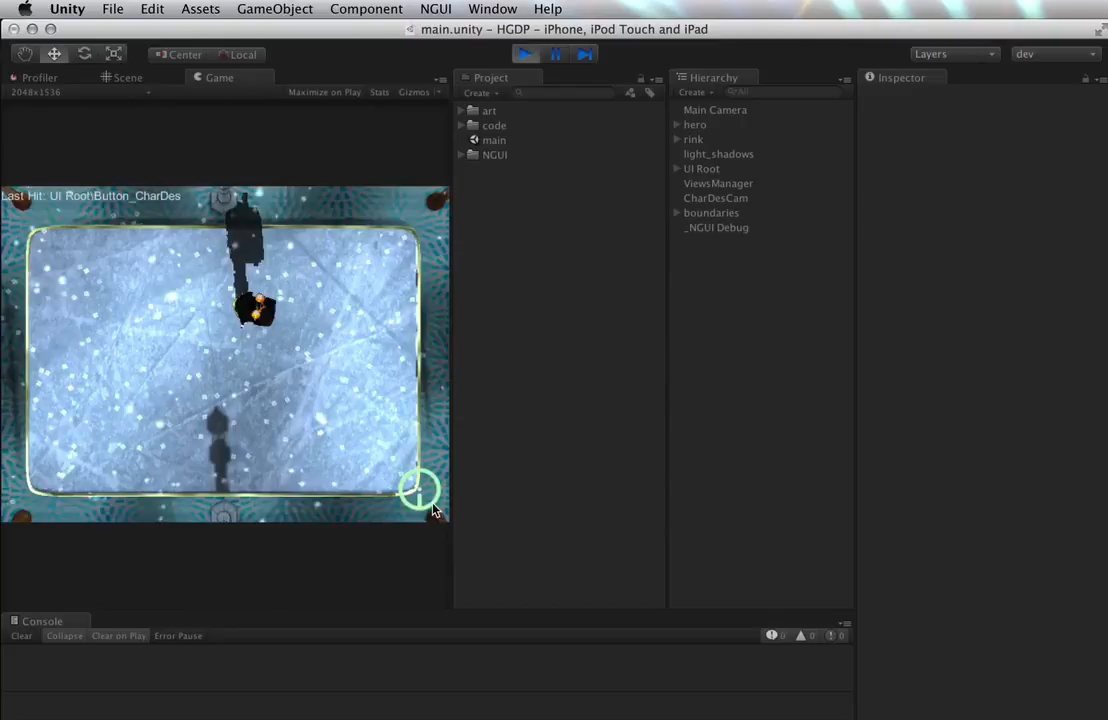 Unity File Edit Assets GameObject Component NGUI Window Help
main.unity – HGDP – iPhone, iPod Touch and iPad
Center Local Layers dev
Profiler Scene Game Project Hierarchy Inspector
2048x1536 Maximize on Play Stats Gizmos Create Create All
Main Camera
art
hero
code
rink
main
light_shadows
NGUI
UI Root
ViewsManager
Last Hit: UI Root\Button_CharDes
CharDesCam
boundaries
_NGUI Debug
Console
Clear Collapse Clear on Play Error Pause 0 0 0